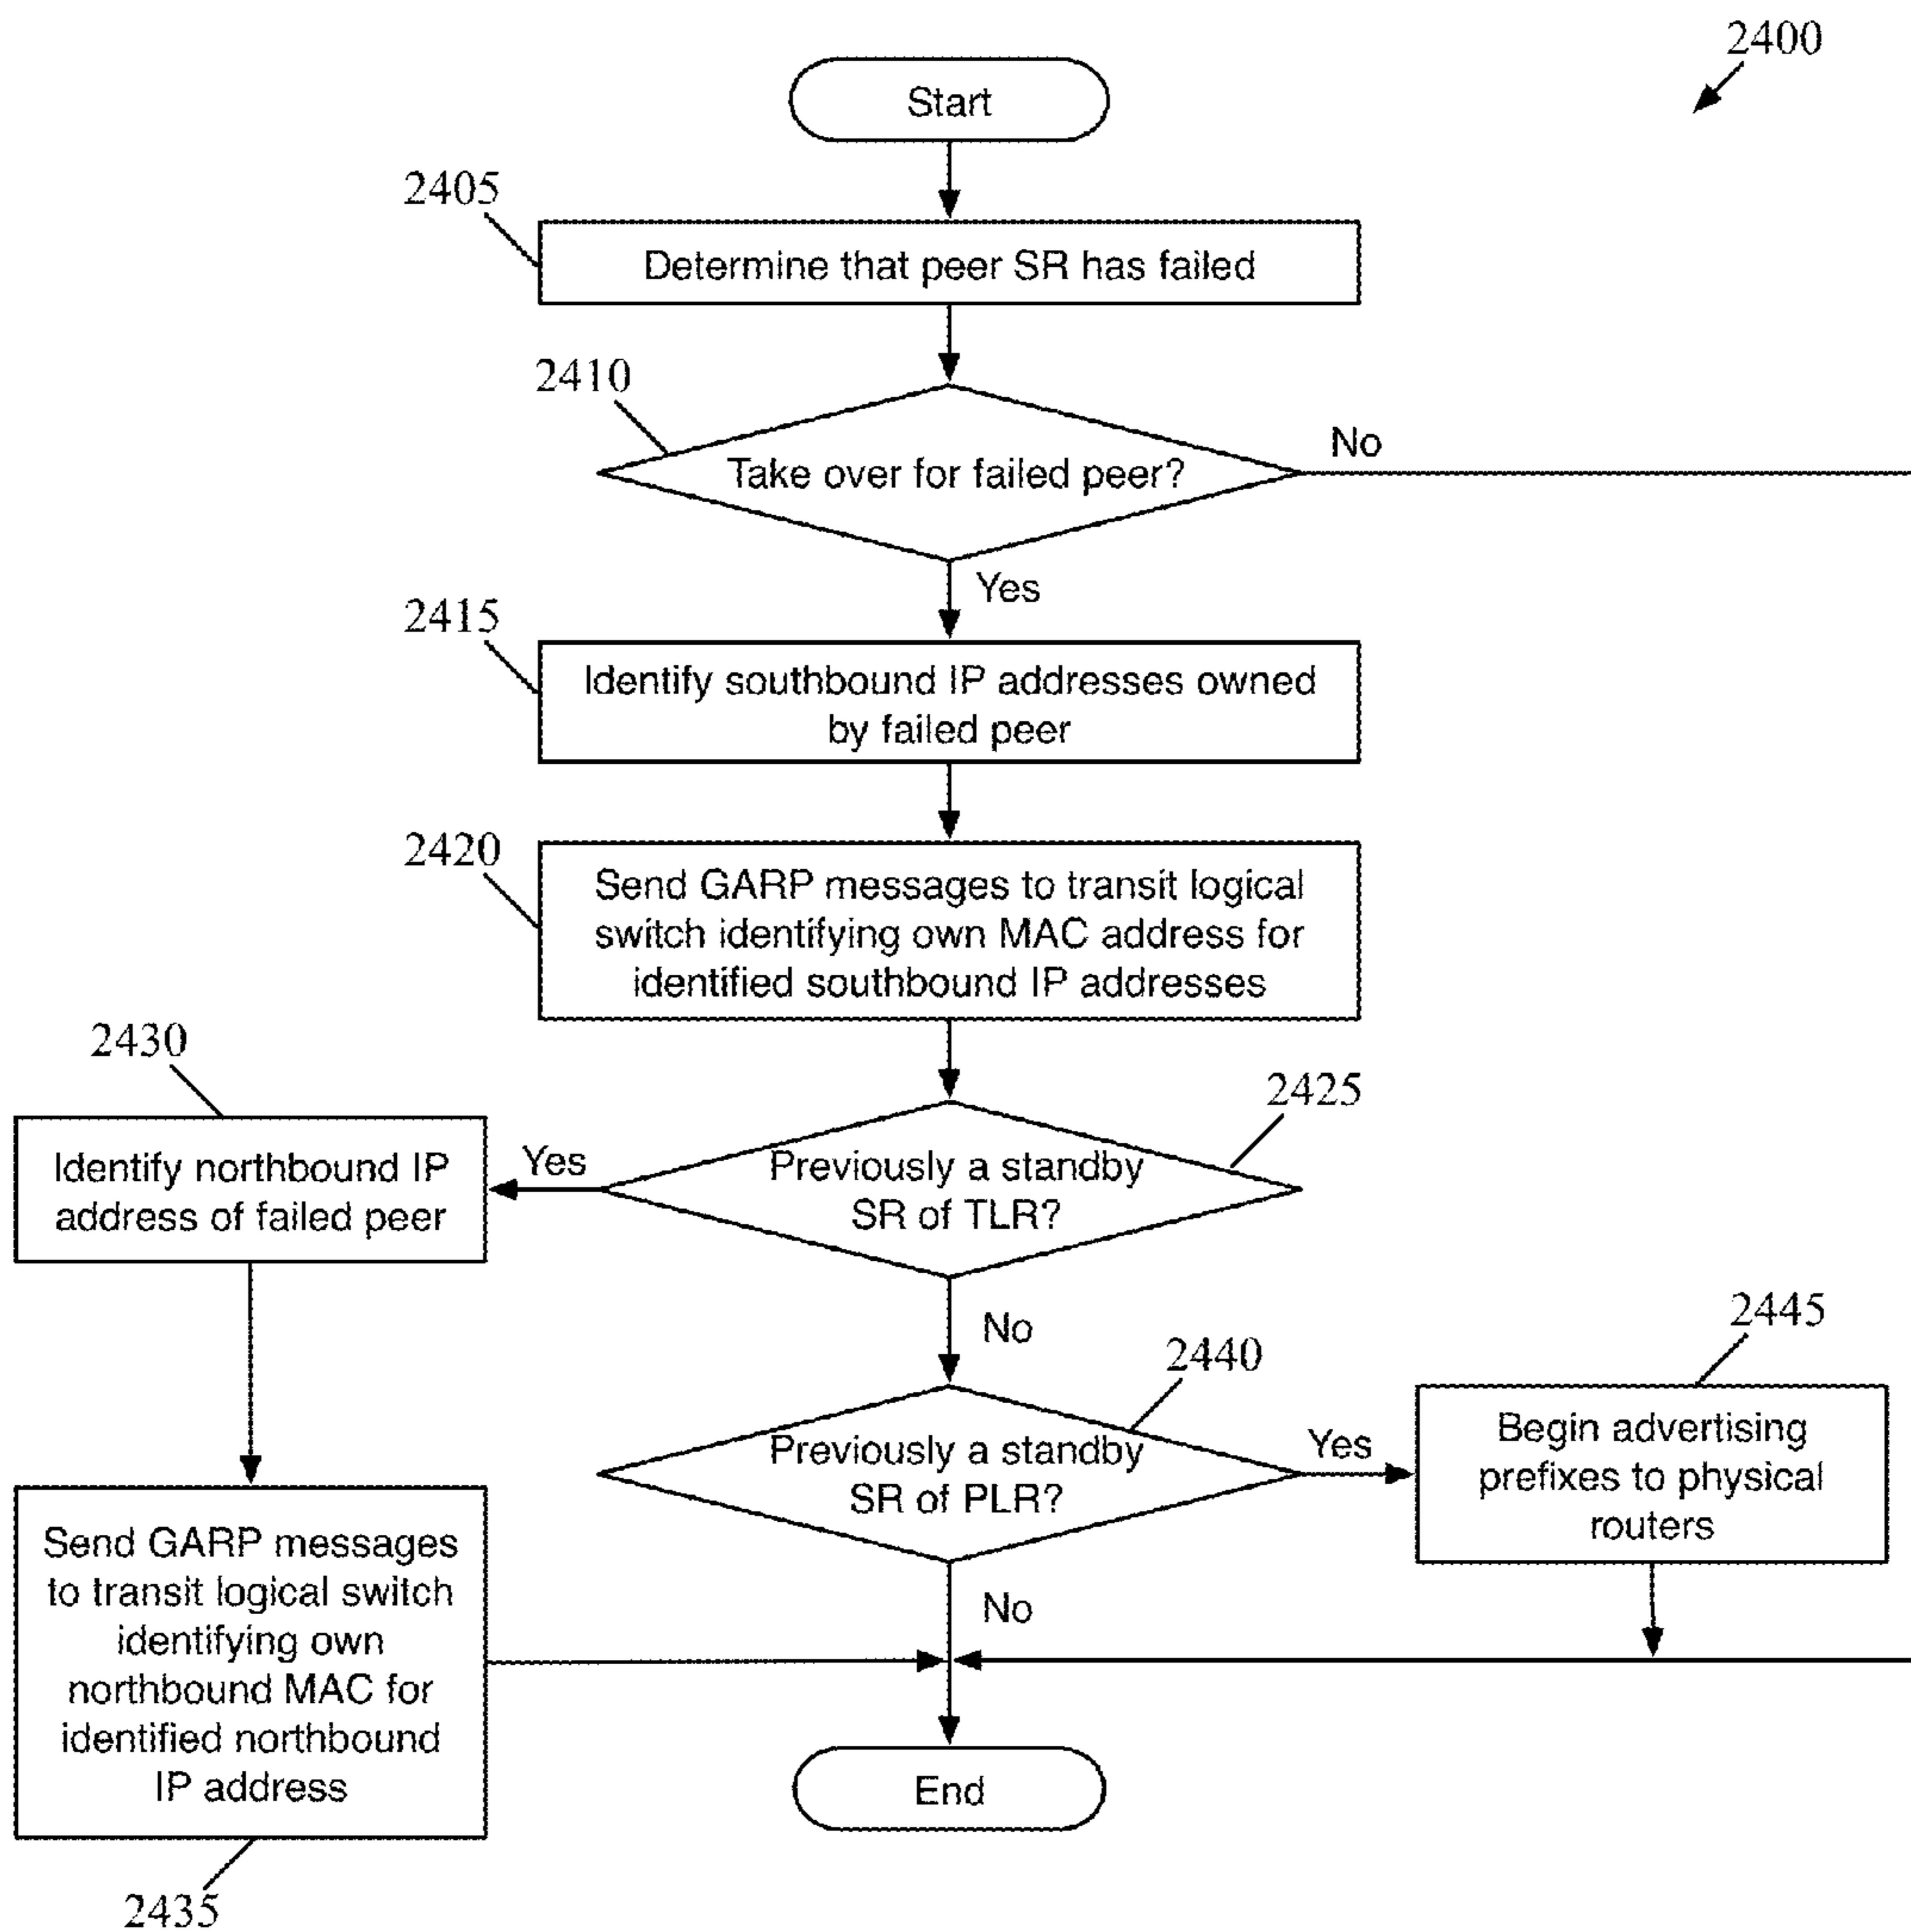 2400
Start
2405
Determine that peer SR has failed
2410
Take over for failed peer?
No
Yes
2415
Identify southbound IP addresses owned
by failed peer
2420
Send GARP messages to transit logical
switch identifying own MAC address for
identified southbound IP addresses
2425
Previously a standby
SR of TLR?
Yes
2430
Identify northbound IP
address of failed peer
2435
Send GARP messages
to transit logical switch
identifying own
northbound MAC for
identified northbound
IP address
No
2440
Previously a standby
SR of PLR?
Yes
2445
Begin advertising
prefixes to physical
routers
No
End